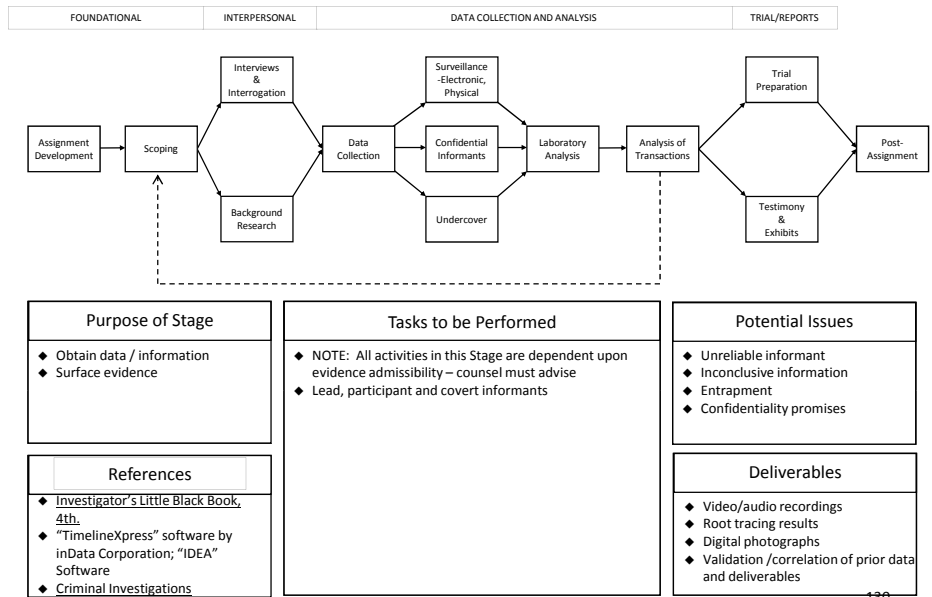 FOUNDATIONAL
INTERPERSONAL
DATA COLLECTION AND ANALYSIS
TRIAL/REPORTS
Interviews
&
Interrogation
Surveillance
-Electronic,
Physical
Trial
Preparation
Assignment
Development
Scoping
Data
Collection
Confidential
Informants
Laboratory
Analysis
Analysis of
Transactions
Post-
Assignment
Background
Research
Undercover
Testimony
&
Exhibits
Purpose of Stage
◆ Obtain data / information
◆ Surface evidence
Tasks to be Performed
◆ NOTE: All activities in this Stage are dependent upon
evidence admissibility – counsel must advise
◆ Lead, participant and covert informants
Potential Issues
◆ Unreliable informant
◆ Inconclusive information
◆ Entrapment
◆ Confidentiality promises
References
◆ Investigator's Little Black Book,
4th.
◆ "TimelineXpress" software by
inData Corporation; "IDEA"
Software
◆ Criminal Investigations
Deliverables
◆ Video/audio recordings
◆ Root tracing results
◆ Digital photographs
◆ Validation /correlation of prior data
and deliverables